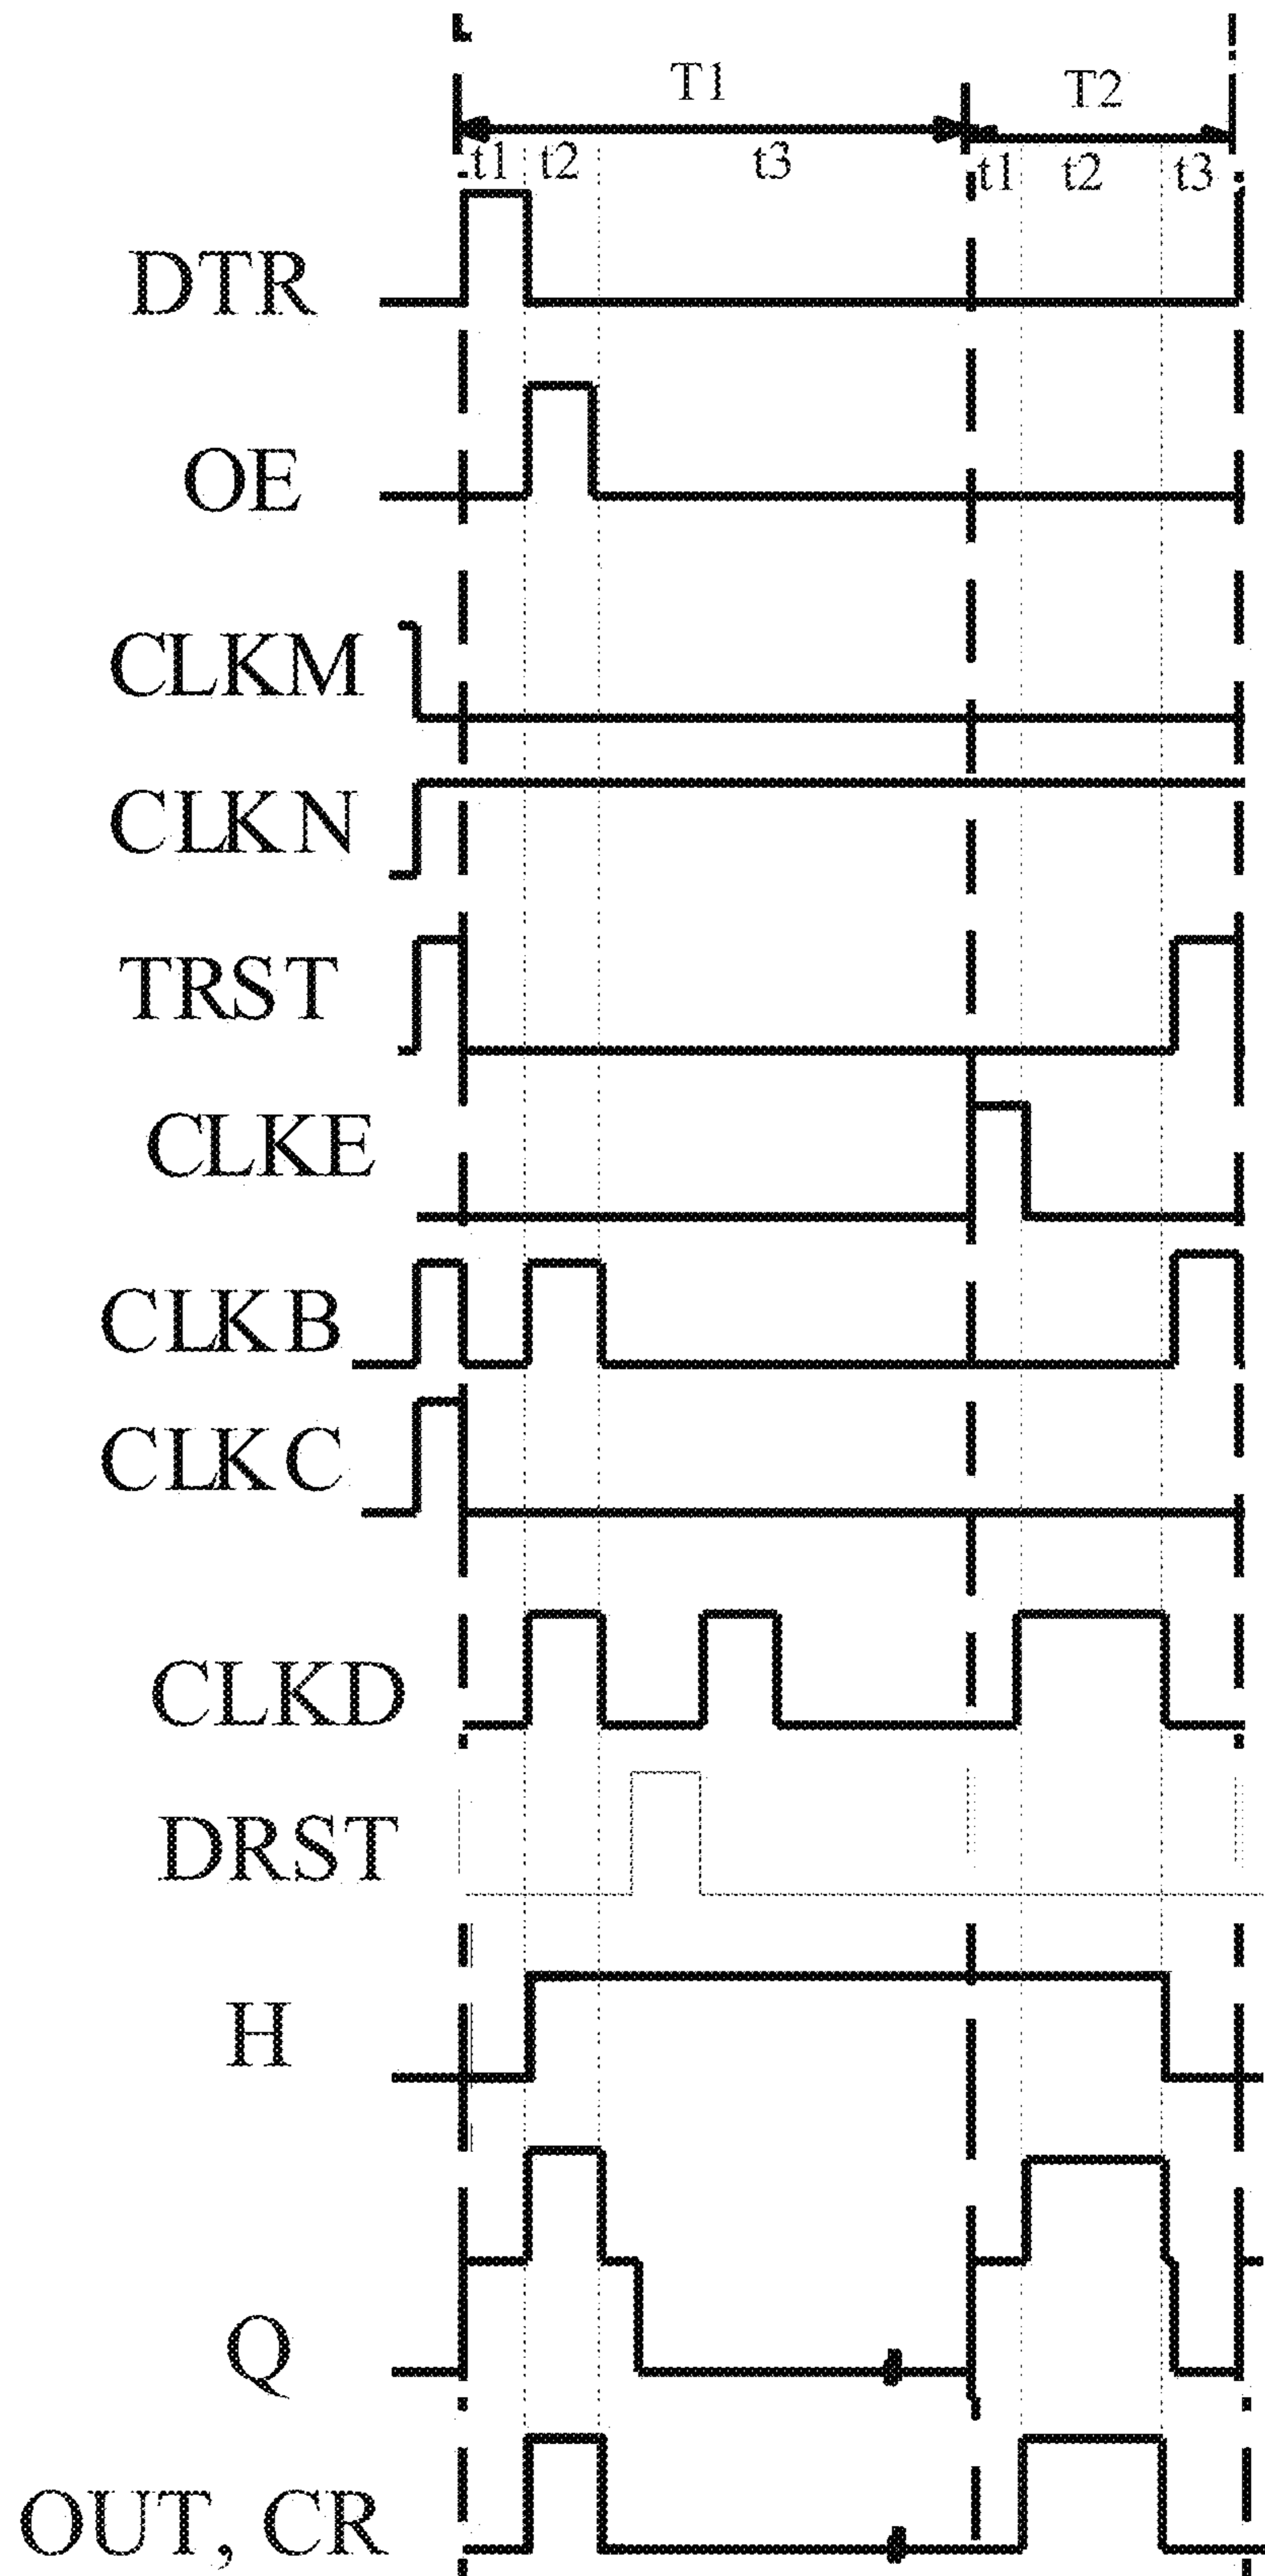 T1 T2
t1 t2 t3 t1 t2 t3
DTR
OE
CLKM
CLKN
TRST
CLKE
CLKB
CLKC
CLKD
DRST
H
Q
OUT, CR